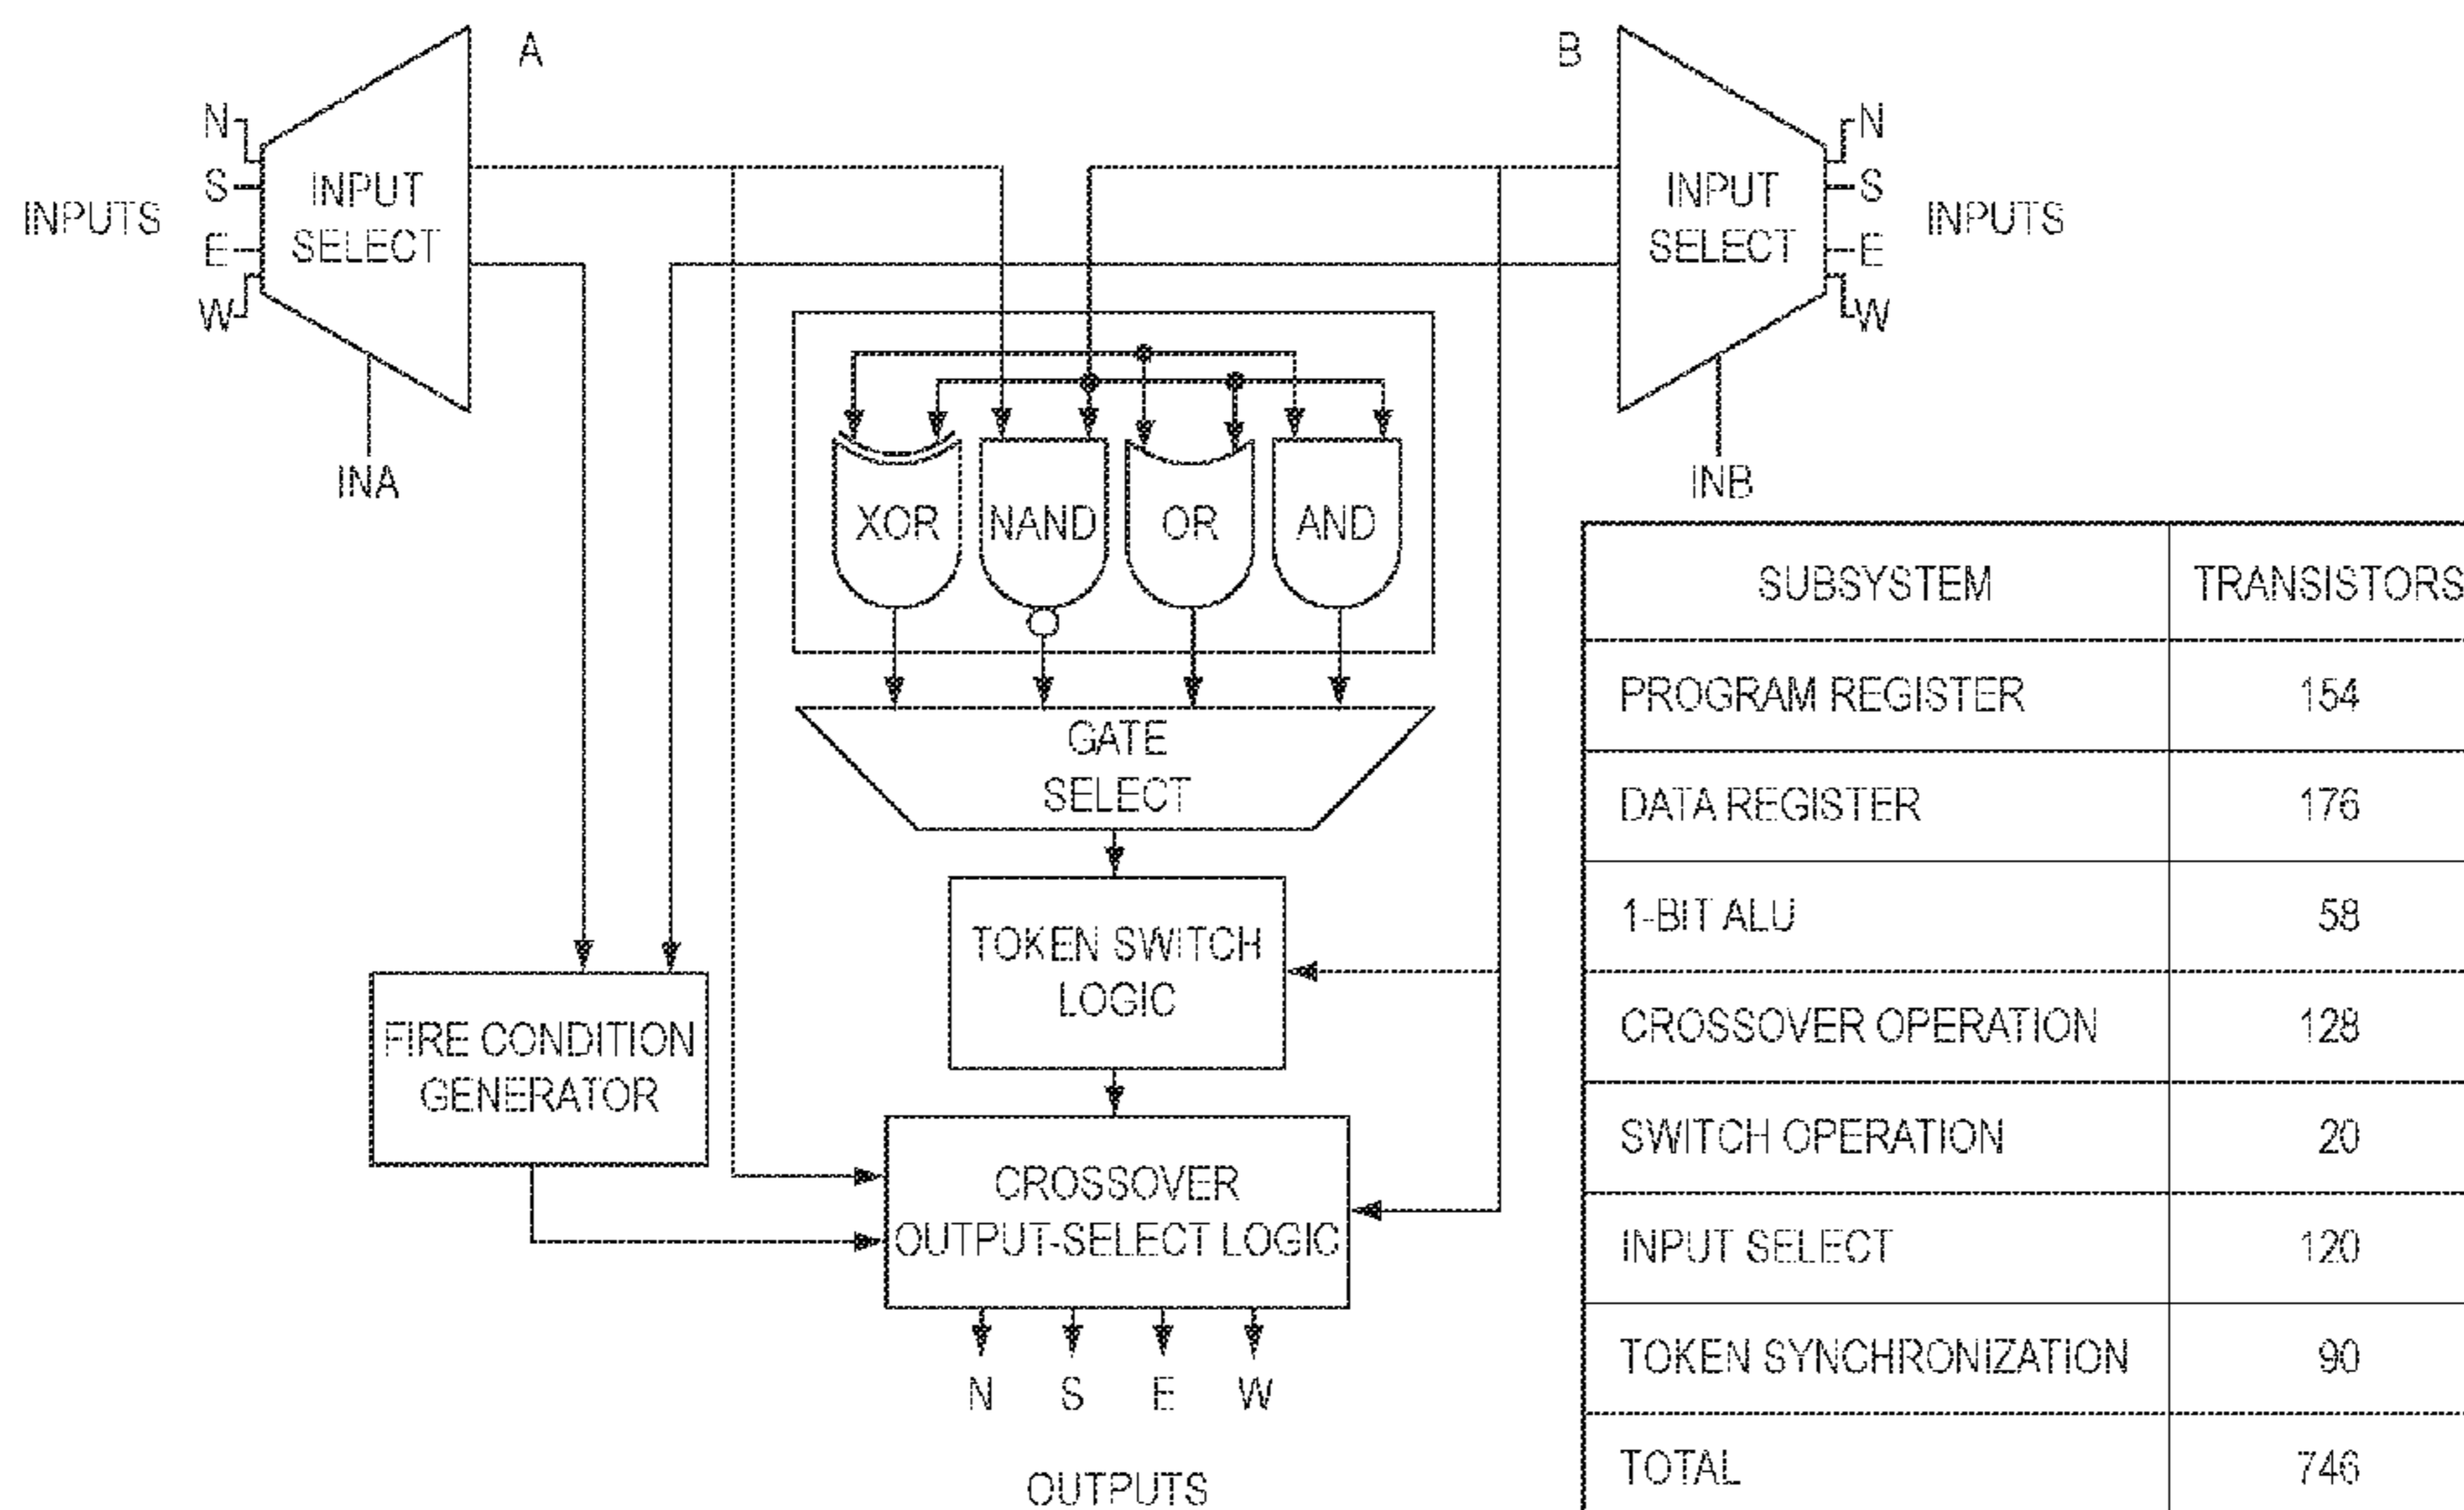 A
B
N
S
E
W
INPUTS
INPUT
SELECT
INA
INPUT
SELECT
N
S
E
W
INPUTS
INB
XOR
NAND
OR
AND
GATE
SELECT
TOKEN SWITCH
LOGIC
FIRE CONDITION
GENERATOR
CROSSOVER
OUTPUT-SELECT LOGIC
N S E W
OUTPUTS
SUBSYSTEM TRANSISTORS
PROGRAM REGISTER 154
DATA REGISTER 176
1-BIT ALU 58
CROSSOVER OPERATION 128
SWITCH OPERATION 20
INPUT SELECT 120
TOKEN SYNCHRONIZATION 90
TOTAL 746